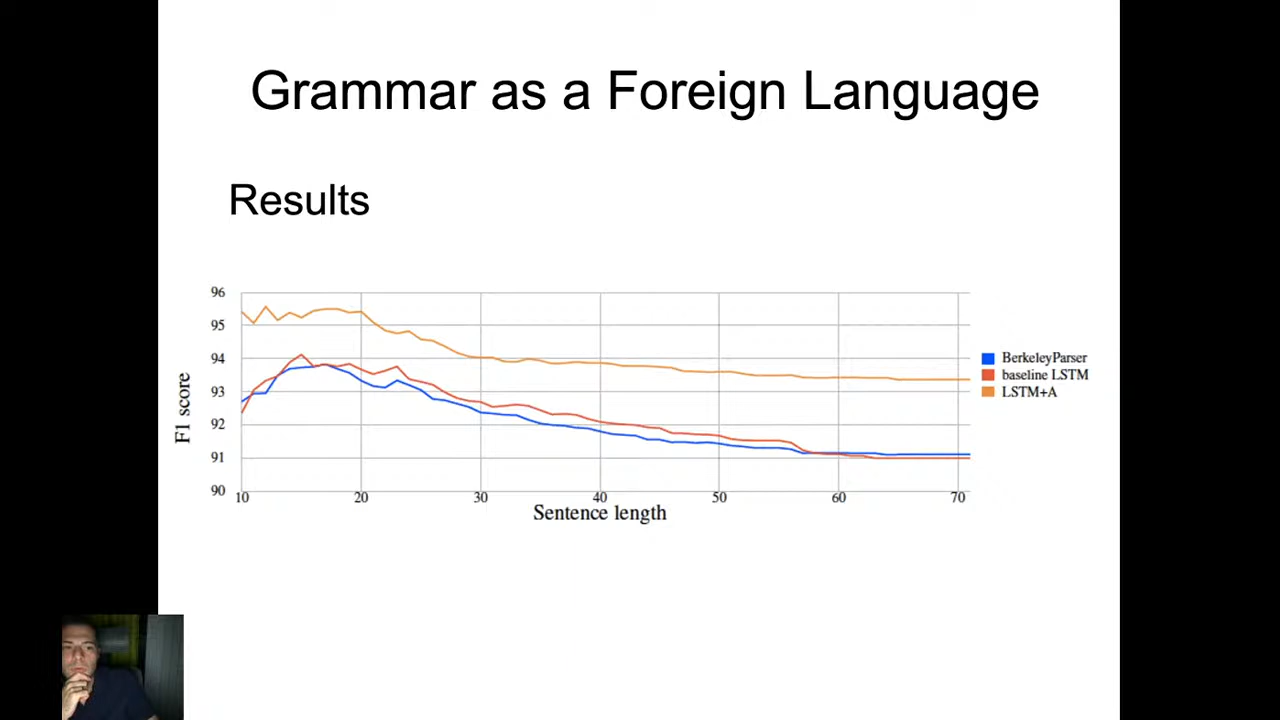 Grammar as a Foreign Language
Results
96
95
94
93
92
91
90
F1 score
10 20 30 40 50 60 70
Sentence length
BerkeleyParser
baseline LSTM
LSTM+A